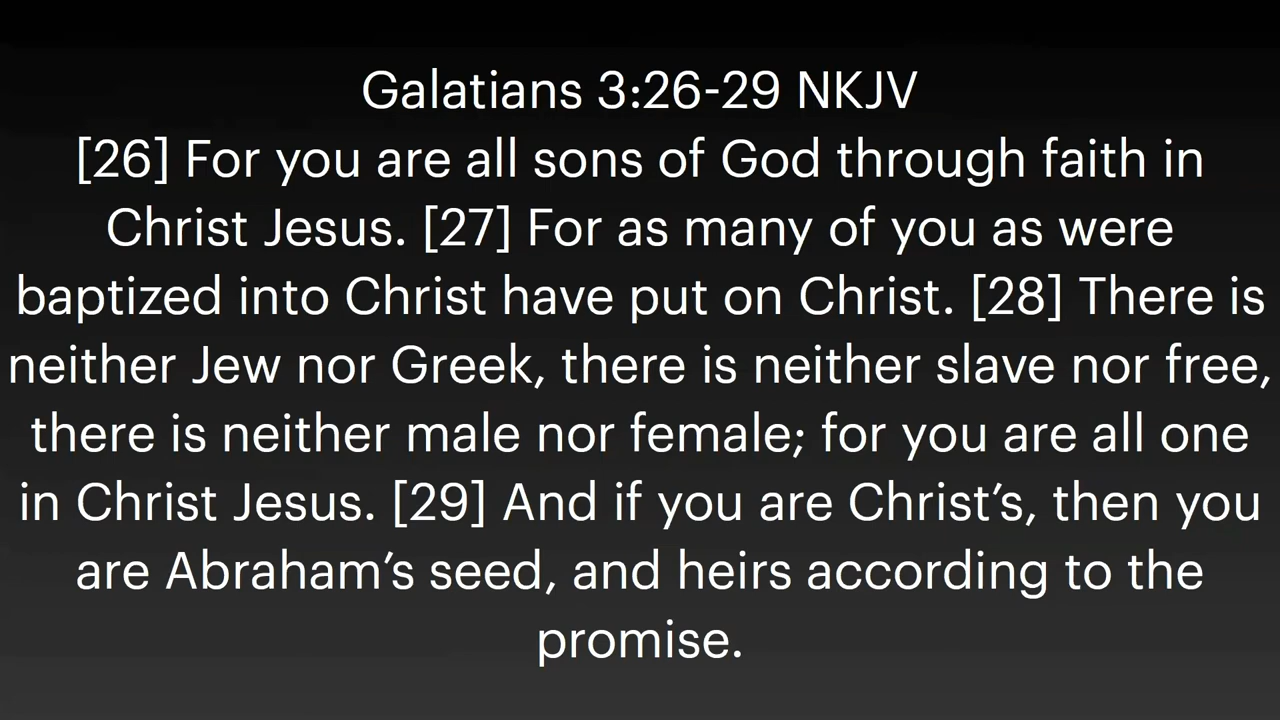 Galatians 3:26-29 NKJV
[26] For you are all sons of God through faith in
Christ Jesus. [27] For as many of you as were
baptized into Christ have put on Christ. [28] There is
neither Jew nor Greek, there is neither slave nor free,
there is neither male nor female; for you are all one
in Christ Jesus. [29] And if you are Christ’s, then you
are Abraham’s seed, and heirs according to the
promise.